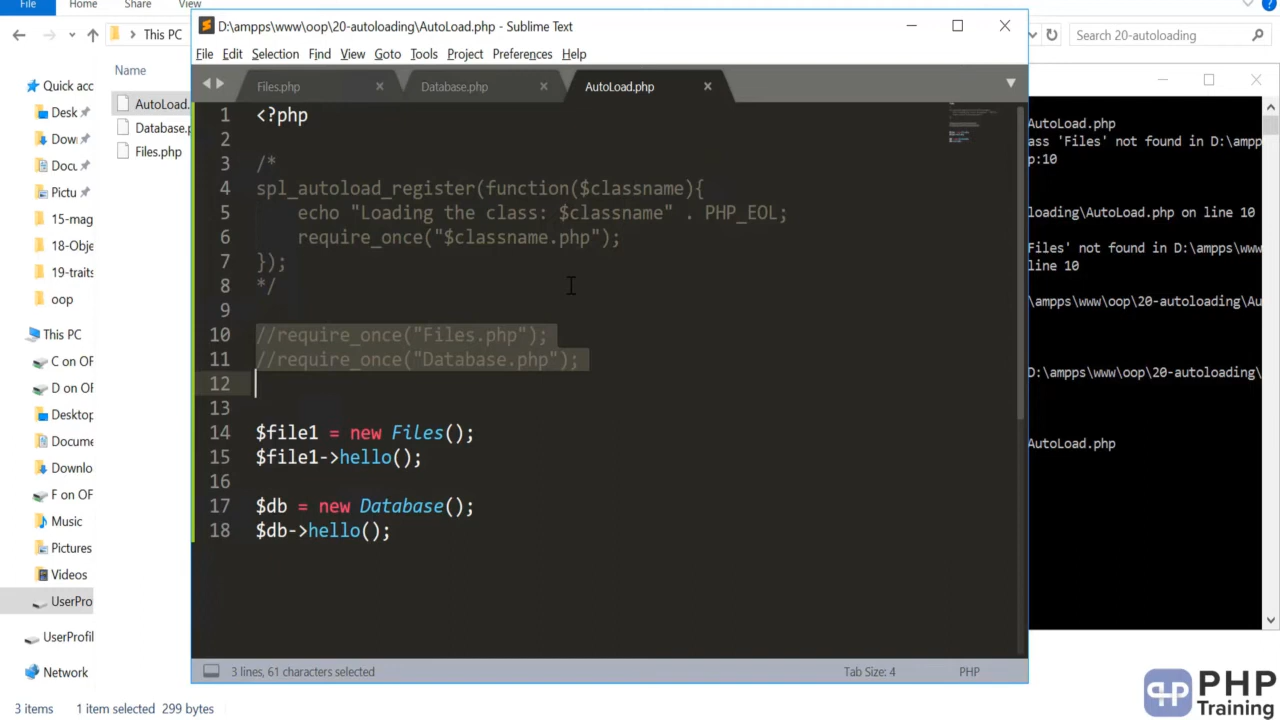 File Home Share View
This PC
Search 20-autoloading
Name
Quick acc
Desk
Dow
Docu
Pictu
15-mag
18-Obje
19-traits
oop
This PC
C on OF
D on OF
Desktop
Docume
Downlo
F on OF
Music
Pictures
Videos
UserPro
UserProfil
Network
AutoLoad.
Database.p
Files.php
3 items 1 item selected 299 bytes
D:\ampps\www\oop\20-autoloading\AutoLoad.php - Sublime Text
File Edit Selection Find View Goto Tools Project Preferences Help
Files.php Database.php AutoLoad.php
1 <?php
2
3 /*
4 spl_autoload_register(function($classname){
5 echo "Loading the class: $classname" . PHP_EOL;
6 require_once("$classname.php");
7 });
8 */
9
10 //require_once("Files.php");
11 //require_once("Database.php");
12
13
14 $file1 = new Files();
15 $file1->hello();
16
17 $db = new Database();
18 $db->hello();
3 lines, 61 characters selected Tab Size: 4 PHP
AutoLoad.php
ass 'Files' not found in D:\ampp
p:10
loading\AutoLoad.php on line 10
Files' not found in D:\ampps\www
line 10
\ampps\www\oop\20-autoloading\Au
D:\ampps\www\oop\20-autoloading\
AutoLoad.php
php PHP
Training